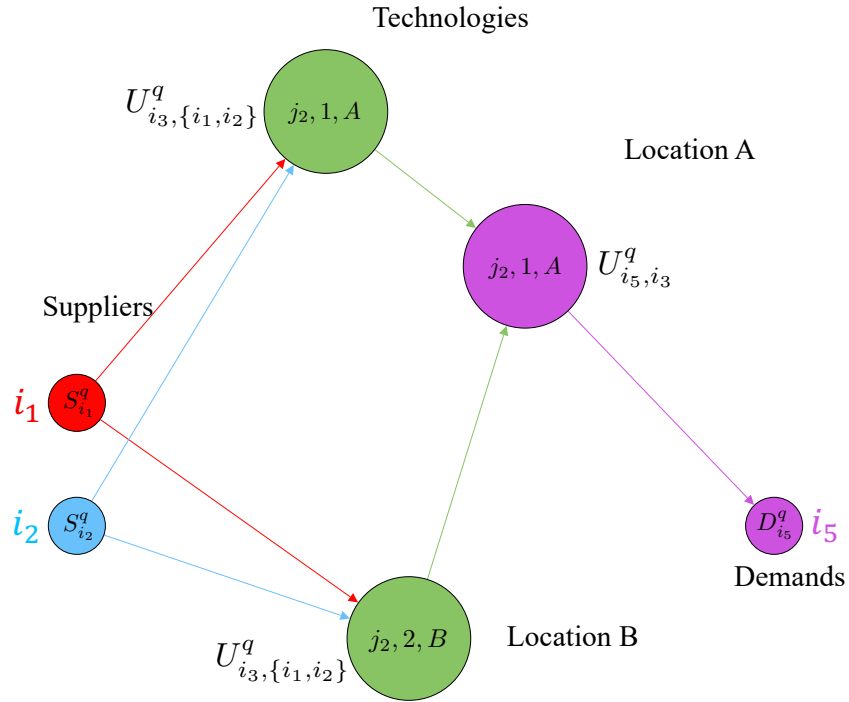 Technologies
U^q_{i_3,\{i_1,i_2\}}
j_2, 1, A
Location A
j_2, 1, A
U^q_{i_5,i_3}
Suppliers
i_1
S^q_{i_1}
i_2
S^q_{i_2}
D^q_{i_5}
i_5
Demands
j_2, 2, B
Location B
U^q_{i_3,\{i_1,i_2\}}